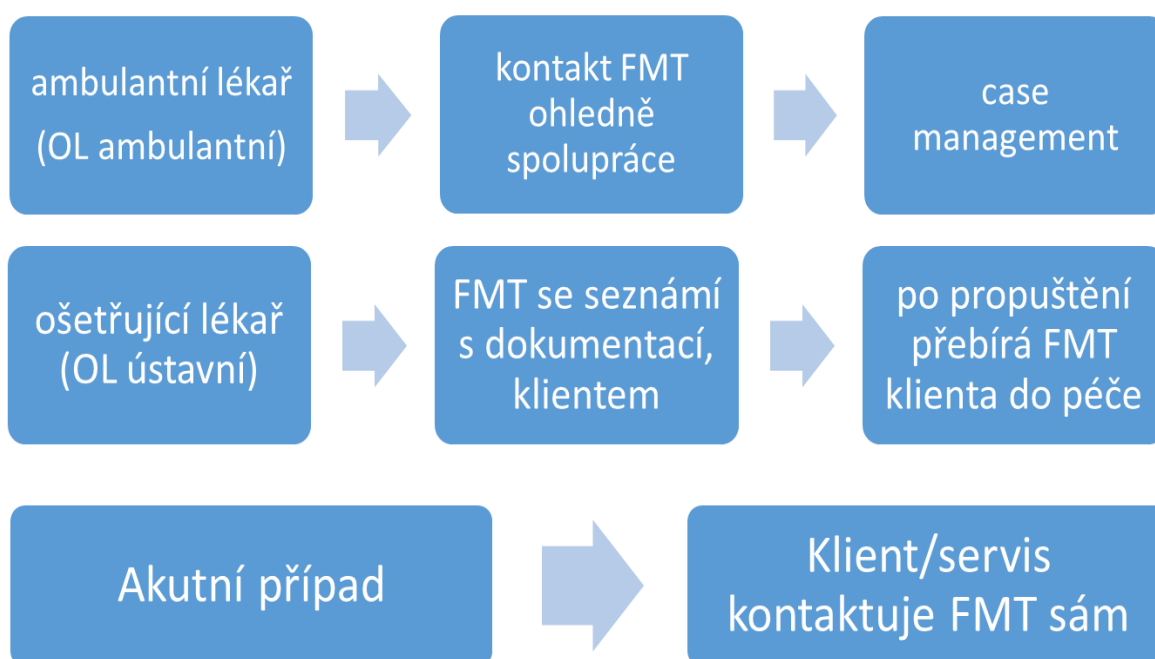 ambulantní lékař
(OL ambulantní)
kontakt FMT
ohledně
spolupráce
case
management
ošetřující lékař
(OL ústavní)
FMT se seznámí
s dokumentací,
klientem
po propuštění
přebírá FMT
klienta do péče
Akutní případ
Klient/servis
kontaktuje FMT sám